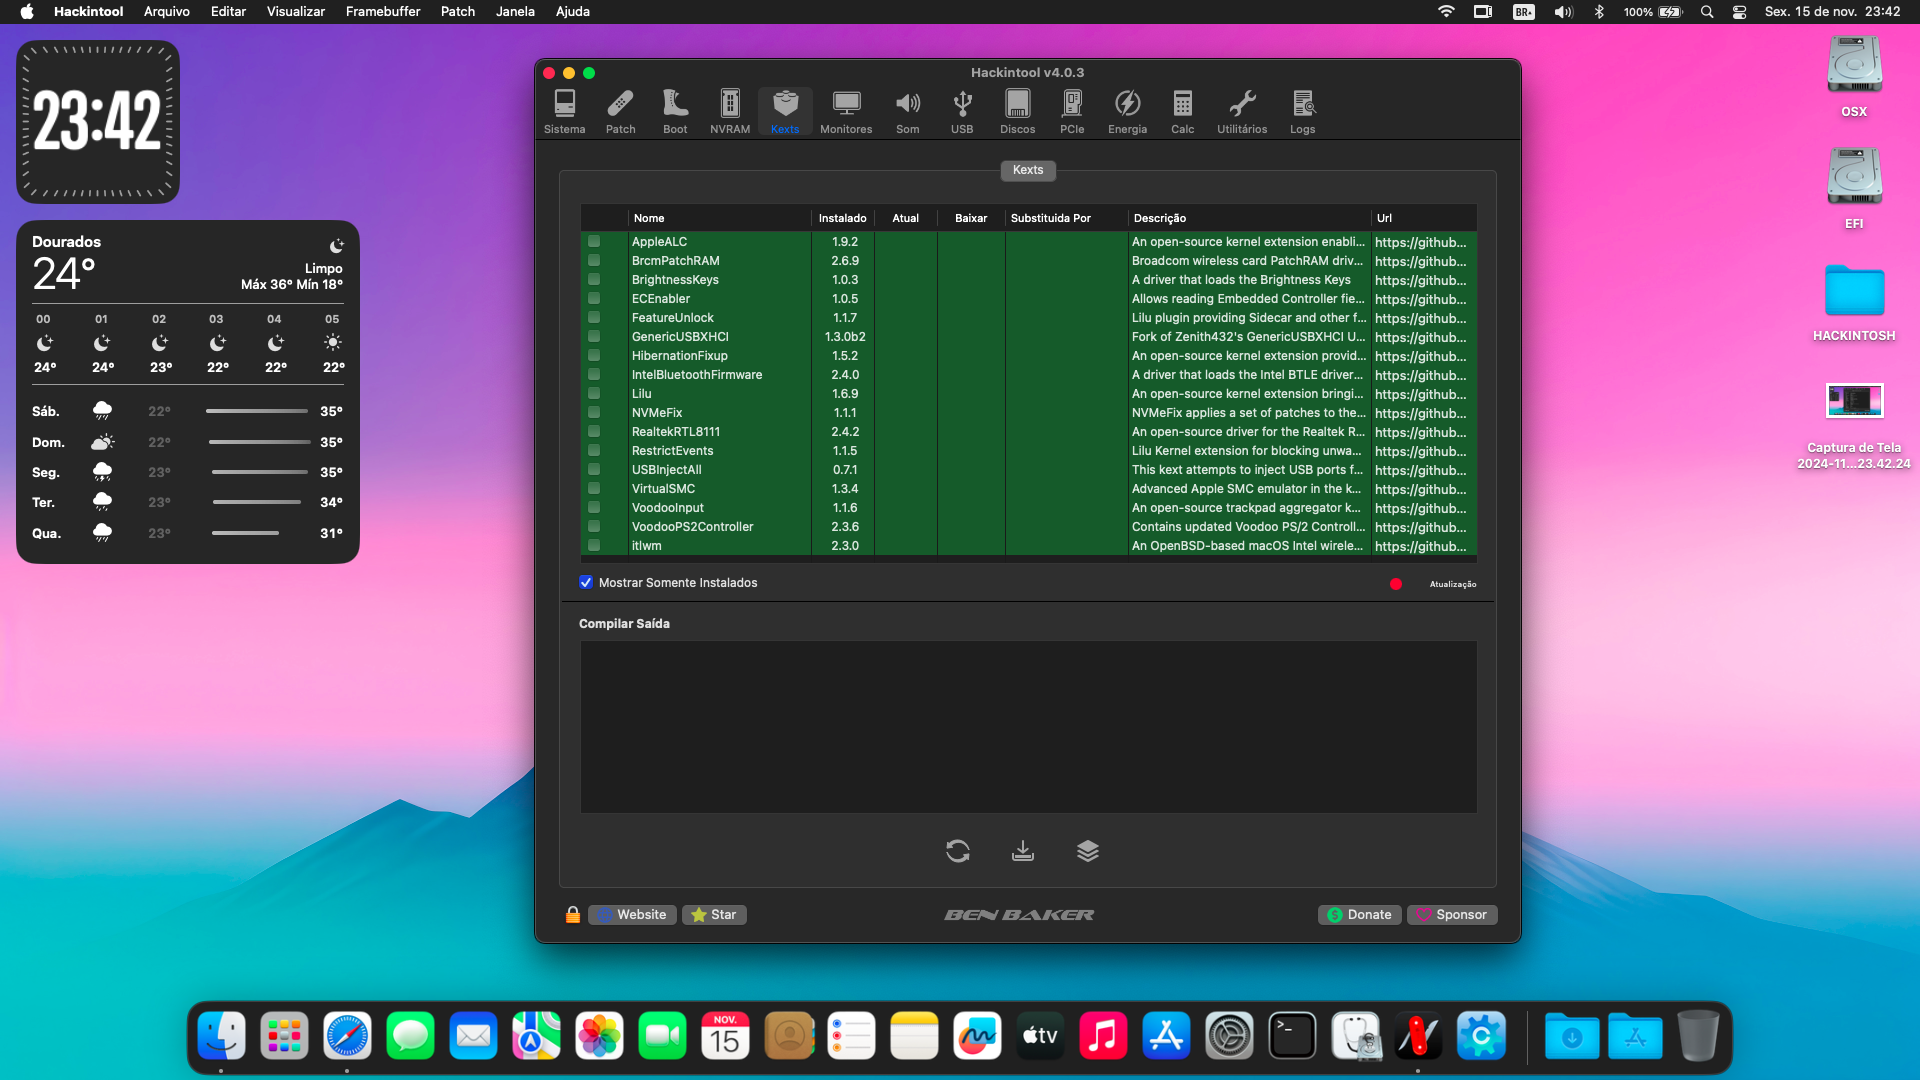 Hackintool Arquivo Editar Visualizar Framebuffer Patch Janela Ajuda
BR 100% Sex. 15 de nov. 23:42
23:42
Dourados
24°
Limpo
Máx 36° Mín 18°
00 01 02 03 04 05
24° 24° 23° 22° 22° 22°
Sáb. 22° 35°
Dom. 22° 35°
Seg. 23° 35°
Ter. 23° 34°
Qua. 23° 31°
Hackintool v4.0.3
Sistema Patch Boot NVRAM Kexts Monitores Som USB Discos PCIe Energia Calc Utilitários Logs
Kexts
Nome Instalado Atual Baixar Substituida Por Descrição Url
AppleALC 1.9.2 An open-source kernel extension enabli... https://github...
BrcmPatchRAM 2.6.9 Broadcom wireless card PatchRAM driv... https://github...
BrightnessKeys 1.0.3 A driver that loads the Brightness Keys https://github...
ECEnabler 1.0.5 Allows reading Embedded Controller fie... https://github...
FeatureUnlock 1.1.7 Lilu plugin providing Sidecar and other f... https://github...
GenericUSBXHCI 1.3.0b2 Fork of Zenith432's GenericUSBXHCI U... https://github...
HibernationFixup 1.5.2 An open-source kernel extension provid... https://github...
IntelBluetoothFirmware 2.4.0 A driver that loads the Intel BTLE driver... https://github...
Lilu 1.6.9 An open-source kernel extension bringi... https://github...
NVMeFix 1.1.1 NVMeFix applies a set of patches to the... https://github...
RealtekRTL8111 2.4.2 An open-source driver for the Realtek R... https://github...
RestrictEvents 1.1.5 Lilu Kernel extension for blocking unwa... https://github...
USBInjectAll 0.7.1 This kext attempts to inject USB ports f... https://github...
VirtualSMC 1.3.4 Advanced Apple SMC emulator in the k... https://github...
VoodooInput 1.1.6 An open-source trackpad aggregator k... https://github...
VoodooPS2Controller 2.3.6 Contains updated Voodoo PS/2 Controll... https://github...
itlwm 2.3.0 An OpenBSD-based macOS Intel wirele... https://github...
Mostrar Somente Instalados
Atualização
Compilar Saída
Website Star
BEN BAKER
Donate Sponsor
OSX
EFI
HACKINTOSH
Captura de Tela
2024-11...23.42.24
NOV.
15
tv